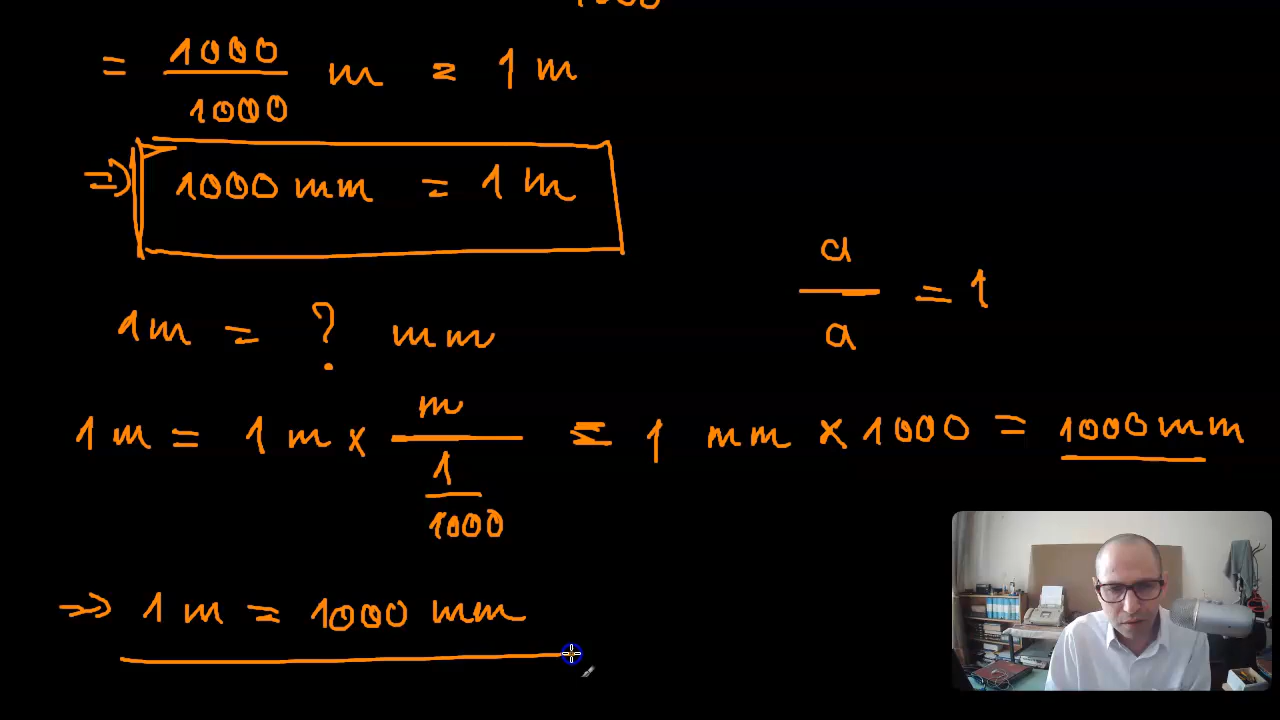 1000
= 1000/1000 m = 1 m
=> 1000 mm = 1 m
a/a = 1
1m = ? mm
1 m = 1 m x m/(1/1000) = 1 mm x 1000 = 1000 mm
=> 1 m = 1000 mm